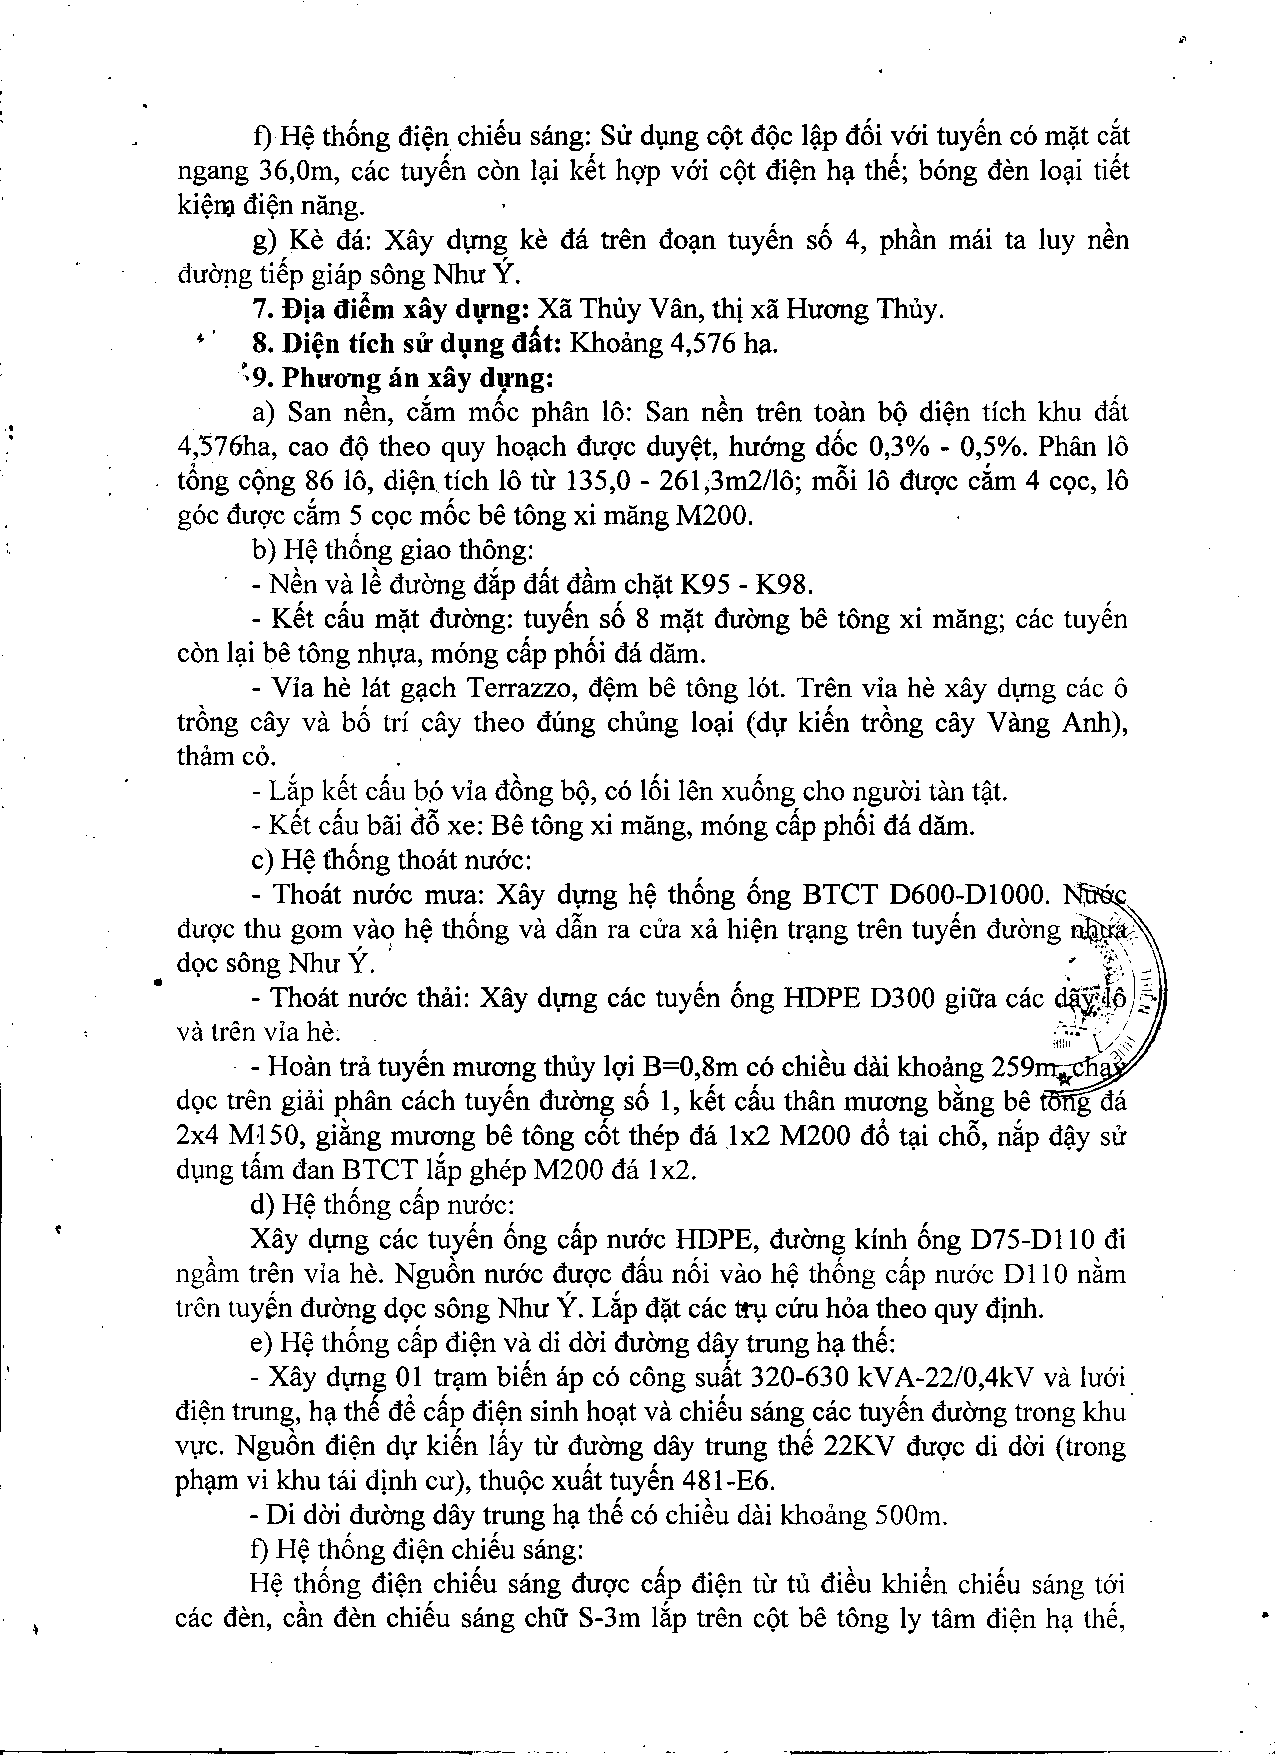 f) Hệ thống điện chiếu sáng: Sử dụng cột độc lập đối với tuyến có mặt cắt
ngang 36,0m, các tuyến còn lại kết hợp với cột điện hạ thế; bóng đèn loại tiết
kiệm điện năng.
g) Kè đá: Xây dựng kè đá trên đoạn tuyến số 4, phần mái ta luy nền
đường tiếp giáp sông Như Ý.
7. Địa điểm xây dựng: Xã Thủy Vân, thị xã Hương Thủy.
8. Diện tích sử dụng đất: Khoảng 4,576 ha.
9. Phương án xây dựng:
a) San nền, cắm mốc phân lô: San nền trên toàn bộ diện tích khu đất
4,576ha, cao độ theo quy hoạch được duyệt, hướng dốc 0,3% - 0,5%. Phân lô
tổng cộng 86 lô, diện tích lô từ 135,0 - 261,3m2/lô; mỗi lô được cắm 4 cọc, lô
góc được cắm 5 cọc mốc bê tông xi măng M200.
b) Hệ thống giao thông:
- Nền và lề đường đắp đất đầm chặt K95 - K98.
- Kết cấu mặt đường: tuyến số 8 mặt đường bê tông xi măng; các tuyến
còn lại bê tông nhựa, móng cấp phối đá dăm.
- Vỉa hè lát gạch Terrazzo, đệm bê tông lót. Trên vỉa hè xây dựng các ô
trồng cây và bố trí cây theo đúng chủng loại (dự kiến trồng cây Vàng Anh),
thảm cỏ.
- Lắp kết cấu bó vỉa đồng bộ, có lối lên xuống cho người tàn tật.
- Kết cấu bãi đỗ xe: Bê tông xi măng, móng cấp phối đá dăm.
c) Hệ thống thoát nước:
- Thoát nước mưa: Xây dựng hệ thống ống BTCT D600-D1000. Nước
được thu gom vào hệ thống và dẫn ra cửa xả hiện trạng trên tuyến đường nhựa
dọc sông Như Ý.
- Thoát nước thải: Xây dựng các tuyến ống HDPE D300 giữa các dãy lô
và trên vỉa hè.
- Hoàn trả tuyến mương thủy lợi B=0,8m có chiều dài khoảng 259m, chạy
dọc trên giải phân cách tuyến đường số 1, kết cấu thân mương bằng bê tông đá
2x4 M150, giằng mương bê tông cốt thép đá 1x2 M200 đổ tại chỗ, nắp đậy sử
dụng tấm đan BTCT lắp ghép M200 đá 1x2.
d) Hệ thống cấp nước:
Xây dựng các tuyến ống cấp nước HDPE, đường kính ống D75-D110 đi
ngầm trên vỉa hè. Nguồn nước được đấu nối vào hệ thống cấp nước D110 nằm
trên tuyến đường dọc sông Như Ý. Lắp đặt các trụ cứu hỏa theo quy định.
e) Hệ thống cấp điện và di dời đường dây trung hạ thế:
- Xây dựng 01 trạm biến áp có công suất 320-630 kVA-22/0,4kV và lưới
điện trung, hạ thế để cấp điện sinh hoạt và chiếu sáng các tuyến đường trong khu
vực. Nguồn điện dự kiến lấy từ đường dây trung thế 22KV được di dời (trong
phạm vi khu tái định cư), thuộc xuất tuyến 481-E6.
- Di dời đường dây trung hạ thế có chiều dài khoảng 500m.
f) Hệ thống điện chiếu sáng:
Hệ thống điện chiếu sáng được cấp điện từ tủ điều khiển chiếu sáng tới
các đèn, cần đèn chiếu sáng chữ S-3m lắp trên cột bê tông ly tâm điện hạ thế,